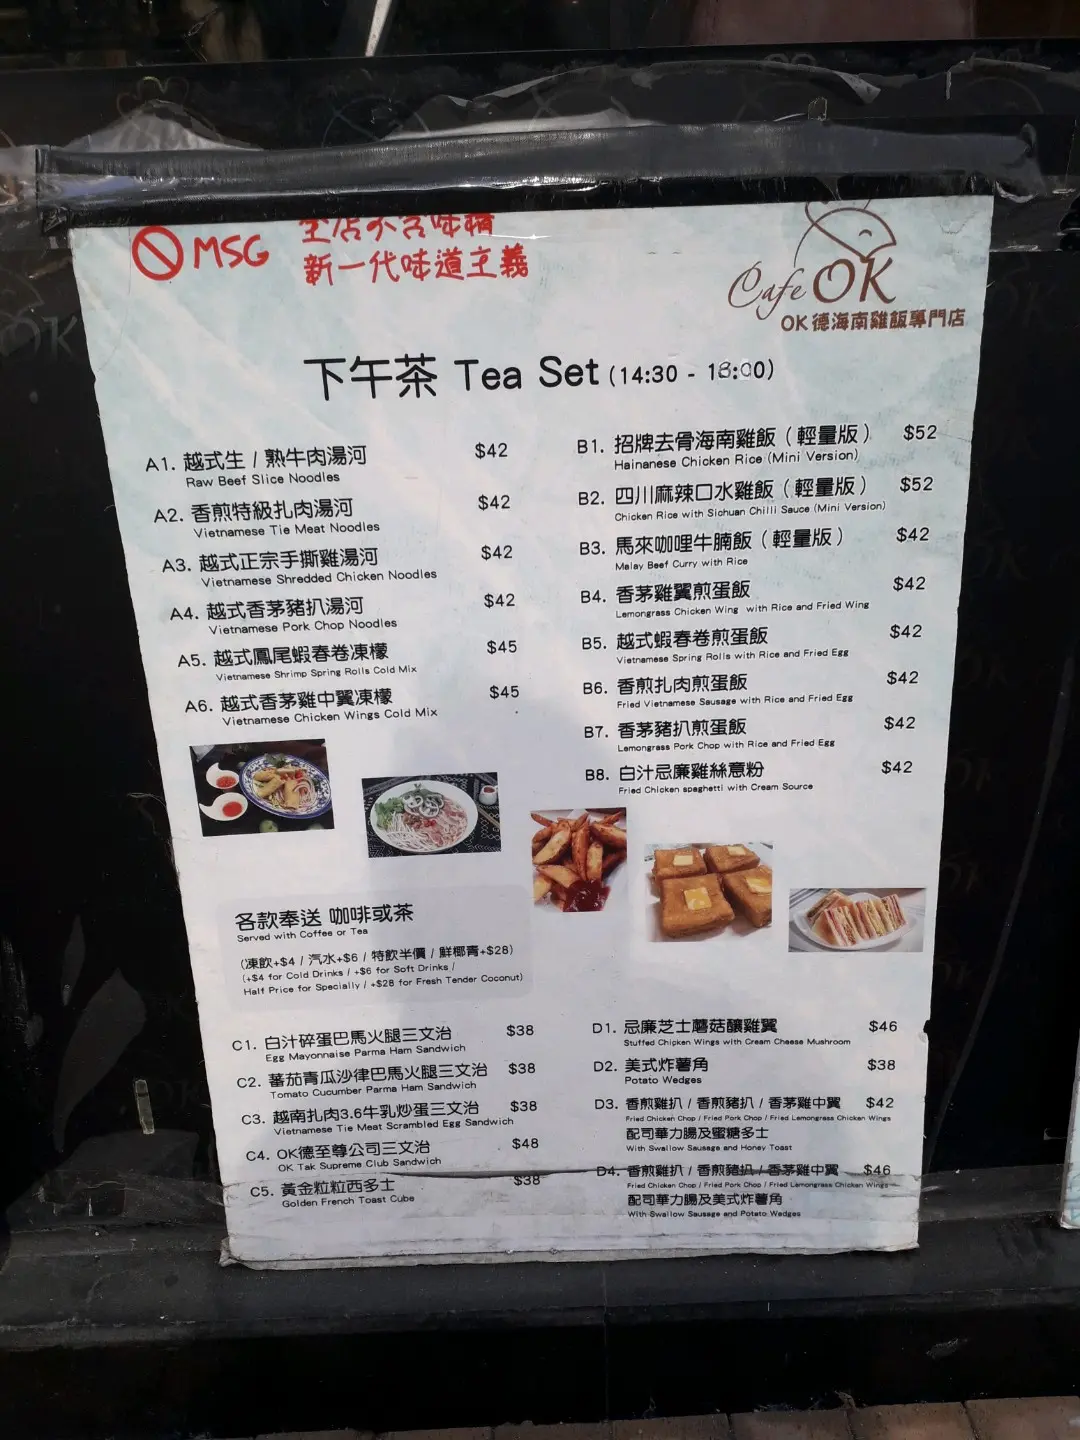 MSG
全店不含味精
新一代味道主義
Cafe OK
OK德海南雞飯專門店
下午茶 Tea Set (14:30 - 18:00)
A1. 越式生 / 熟牛肉湯河 $42
Raw Beef Slice Noodles
A2. 香煎特級扎肉湯河 $42
Vietnamese Tie Meat Noodles
A3. 越式正宗手撕雞湯河 $42
Vietnamese Shredded Chicken Noodles
A4. 越式香茅豬扒湯河 $42
Vietnamese Pork Chop Noodles
A5. 越式鳳尾蝦春卷凍檬 $45
Vietnamese Shrimp Spring Rolls Cold Mix
A6. 越式香茅雞中翼凍檬 $45
Vietnamese Chicken Wings Cold Mix
B1. 招牌去骨海南雞飯（輕量版） $52
Hainanese Chicken Rice (Mini Version)
B2. 四川麻辣口水雞飯（輕量版） $52
Chicken Rice with Sichuan Chilli Sauce (Mini Version)
B3. 馬來咖哩牛腩飯（輕量版） $42
Malay Beef Curry with Rice
B4. 香茅雞翼煎蛋飯 $42
Lemongrass Chicken Wing with Rice and Fried Wing
B5. 越式蝦春卷煎蛋飯 $42
Vietnamese Spring Rolls with Rice and Fried Egg
B6. 香煎扎肉煎蛋飯 $42
Fried Vietnamese Sausage with Rice and Fried Egg
B7. 香茅豬扒煎蛋飯 $42
Lemongrass Pork Chop with Rice and Fried Egg
B8. 白汁忌廉雞絲意粉 $42
Fried Chicken spaghetti with Cream Source
各款奉送 咖啡或茶
Served with Coffee or Tea
(凍飲+$4 / 汽水+$6 / 特飲半價 / 鮮椰青+$28)
(+$4 for Cold Drinks / +$6 for Soft Drinks /
Half Price for Specially / +$28 for Fresh Tender Coconut)
C1. 白汁碎蛋巴馬火腿三文治 $38
Egg Mayonnaise Parma Ham Sandwich
C2. 蕃茄青瓜沙律巴馬火腿三文治 $38
Tomato Cucumber Parma Ham Sandwich
C3. 越南扎肉3.6牛乳炒蛋三文治 $38
Vietnamese Tie Meat Scrambled Egg Sandwich
C4. OK德至尊公司三文治 $48
OK Tak Supreme Club Sandwich
C5. 黃金粒粒西多士 $38
Golden French Toast Cube
D1. 忌廉芝士蘑菇釀雞翼 $46
Stuffed Chicken Wings with Cream Cheese Mushroom
D2. 美式炸薯角 $38
Potato Wedges
D3. 香煎雞扒 / 香煎豬扒 / 香茅雞中翼 $42
Fried Chicken Chop / Fried Pork Chop / Fried Lemongrass Chicken Wings
配司華力腸及蜜糖多士
With Swallow Sausage and Honey Toast
D4. 香煎雞扒 / 香煎豬扒 / 香茅雞中翼 $46
Fried Chicken Chop / Fried Pork Chop / Fried Lemongrass Chicken Wings
配司華力腸及美式炸薯角
With Swallow Sausage and Potato Wedges